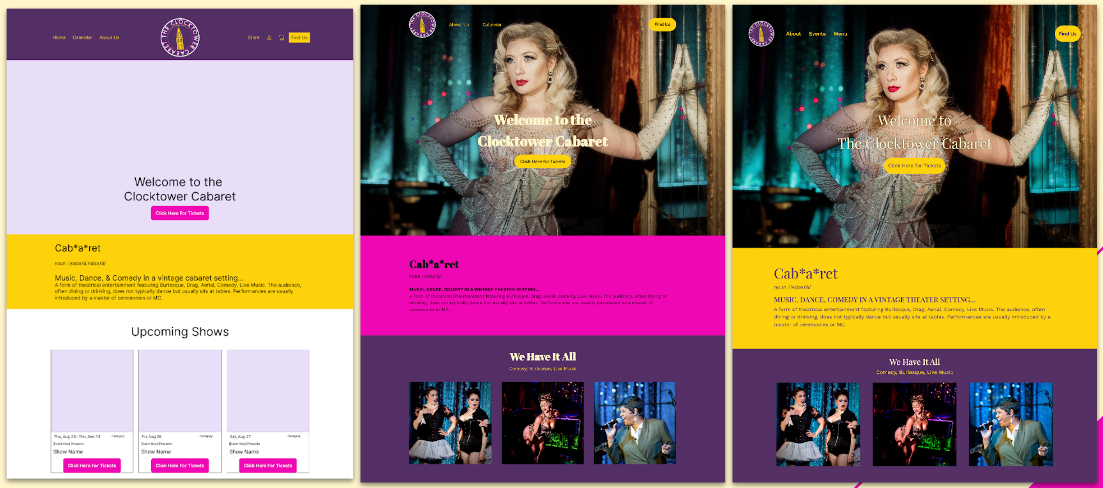 Home Calendar About Us
THE CLOCKTOWER CABARET
Store
Find Us
Welcome to the
Clocktower Cabaret
Click Here For Tickets
Cab*a*ret
Music, Dance, & Comedy in a vintage cabaret setting...
A form of theatrical entertainment featuring Burlesque, Drag, Aerial, Comedy, Live Music. The audience,
often dining or drinking, does not typically dance but usually sits at tables. Performances are usually
introduced by a master of ceremonies or MC.
Upcoming Shows
Thu, Aug 25- Thu, Dec 15 Category
[Event Host] Presents
Show Name
Click Here For Tickets
Fri, Aug 26 Category
[Event Host] Presents
Show Name
Click Here For Tickets
Sat, Aug 27 Category
[Event Host] Presents
Show Name
Click Here For Tickets
THE CLOCKTOWER CABARET
About Us Calendar
Find Us
Welcome to the
Clocktower Cabaret
Click Here for Tickets
Cab*a*ret
MUSIC, DANCE, COMEDY IN A VINTAGE THEATER SETTING...
A form of theatrical entertainment featuring Burlesque, Drag, Aerial, Comedy, Live Music. The audience, often dining or
drinking, does not typically dance but usually sits at tables. Performances are usually introduced by a master of
ceremonies or MC.
We Have It All
Comedy, Burlesque, Live Music
THE CLOCKTOWER CABARET
About Events Menu
Find Us
Welcome to
The Clocktower Cabaret
Click Here for Tickets
Cab*a*ret
MUSIC, DANCE, COMEDY IN A VINTAGE THEATER SETTING...
A form of theatrical entertainment featuring Burlesque, Drag, Aerial, Comedy, Live Music. The audience, often
dining or drinking, does not typically dance but usually sits at tables. Performances are usually introduced by a
master of ceremonies or MC.
We Have It All
Comedy, Burlesque, Live Music